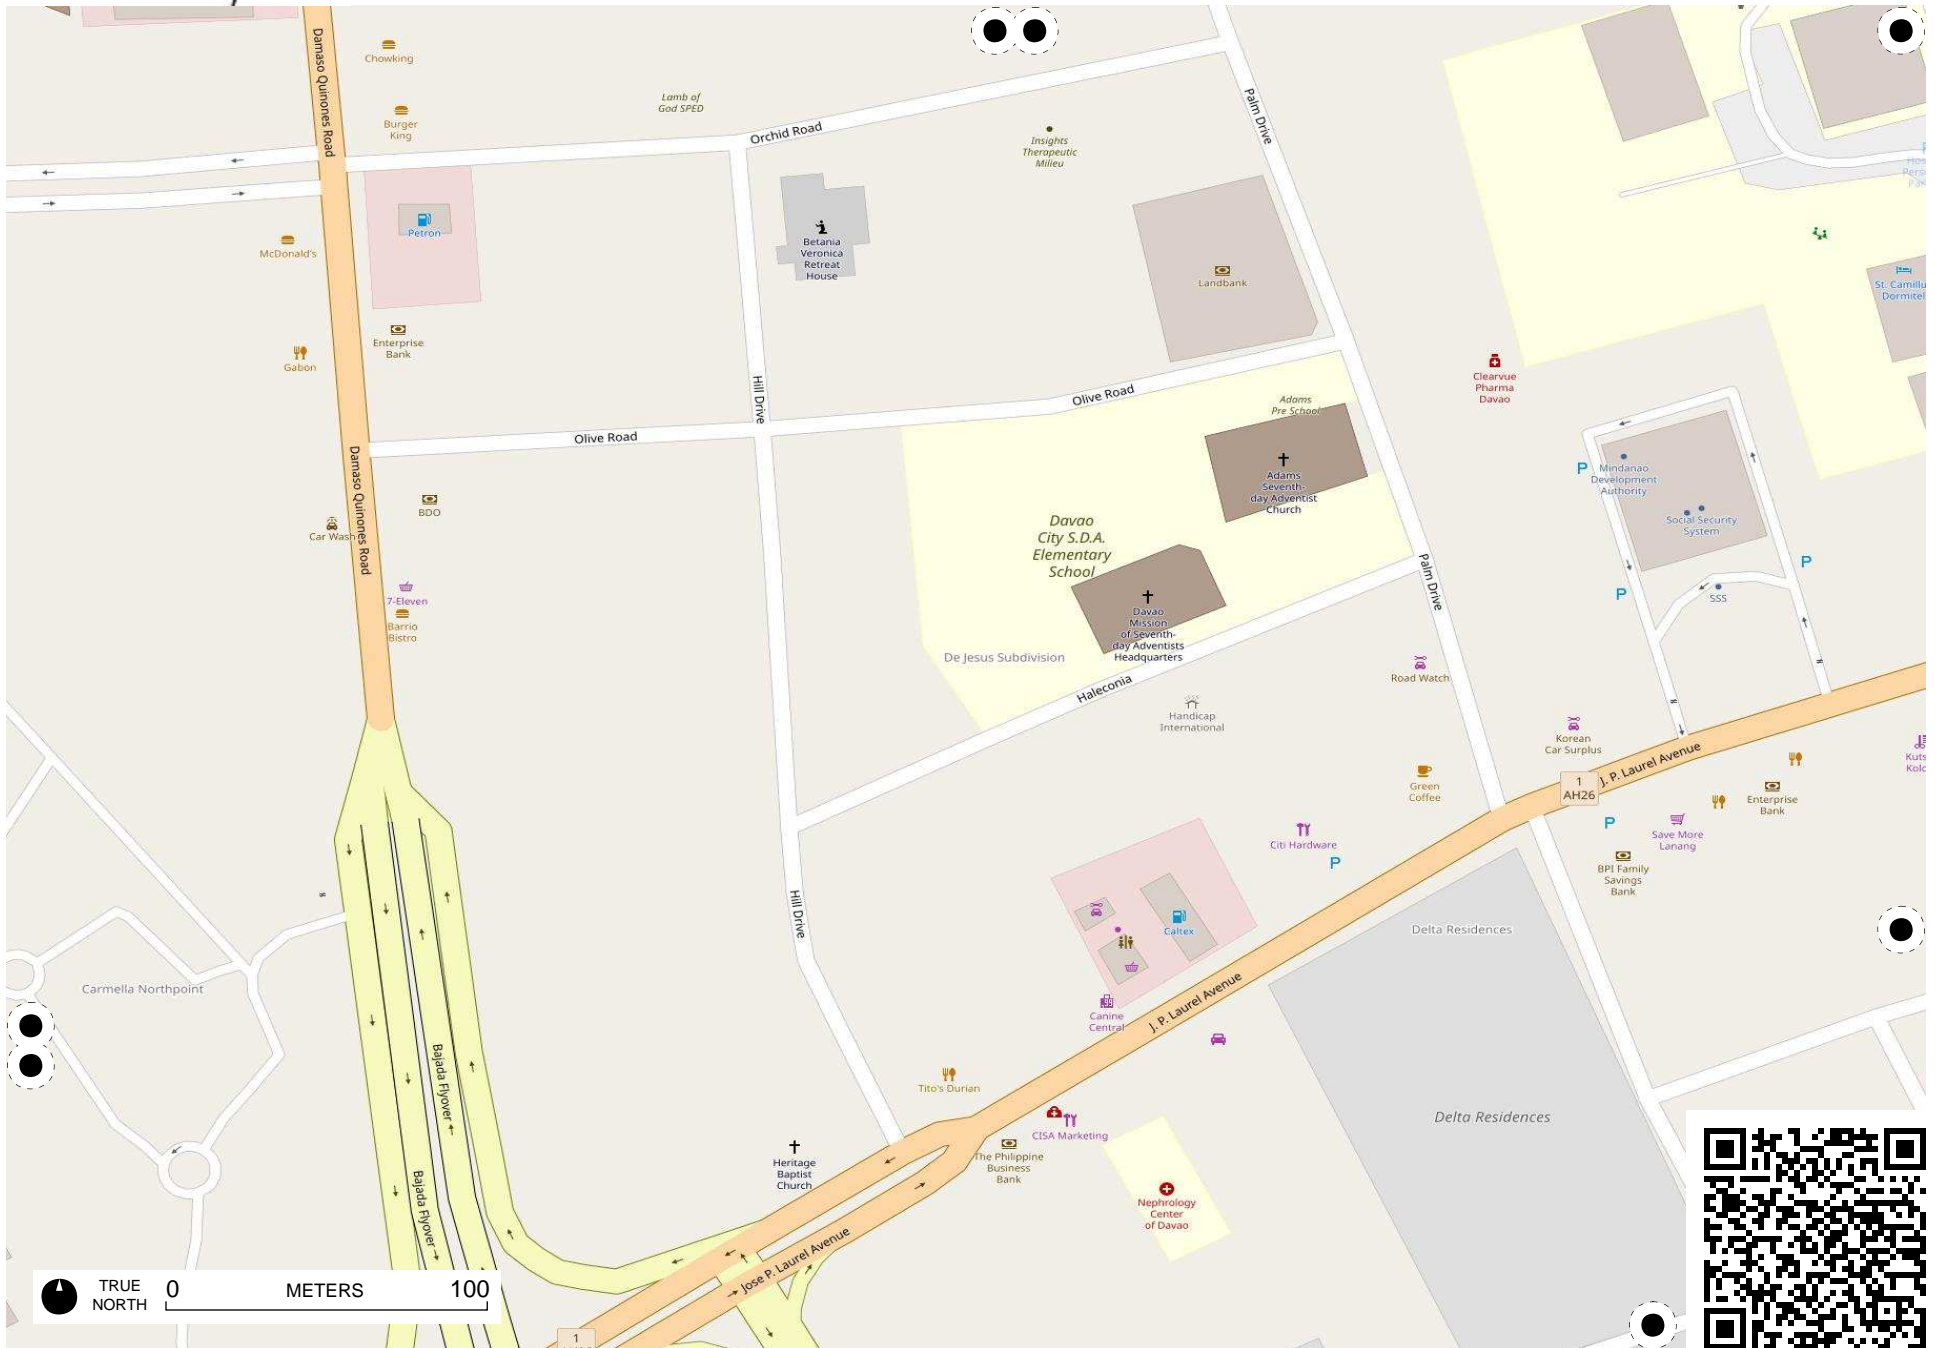 Damaso Quinones Road
Chowking
Burger
King
Lamb of
God SPED
Orchid Road
Insights
Therapeutic
Milieu
Palm Drive
Petron
McDonald's
Betania
Veronica
Retreat
House
Landbank
St. Camillu
Dormitel
Enterprise
Bank
Gabon
Hill Drive
Clearvue
Pharma
Davao
Olive Road
Olive Road
Adams
Pre School
Damaso Quinones Road
BDO
Car Wash
Adams
Seventh-
day Adventist
Church
P
Mindanao
Development
Authority
Social Security
System
Davao
City S.D.A.
Elementary
School
Palm Drive
P
P
SSS
7-Eleven
Barrio
Bistro
Davao
Mission
of Seventh-
day Adventists
Headquarters
De Jesus Subdivision
Haleconia
Handicap
International
Road Watch
Korean
Car Surplus
J. P. Laurel Avenue
1
AH26
Kuts
Kolo
Green
Coffee
Enterprise
Bank
P
Save More
Lanang
Citi Hardware
P
BPI Family
Savings
Bank
Hill Drive
Caltex
Delta Residences
Carmella Northpoint
Canine
Central
J. P. Laurel Avenue
Bajada Flyover
Tito's Durian
CISA Marketing
Delta Residences
Heritage
Baptist
Church
The Philippine
Business
Bank
Bajada Flyover
Nephrology
Center
of Davao
Jose P. Laurel Avenue
TRUE
NORTH
0 METERS 100
1